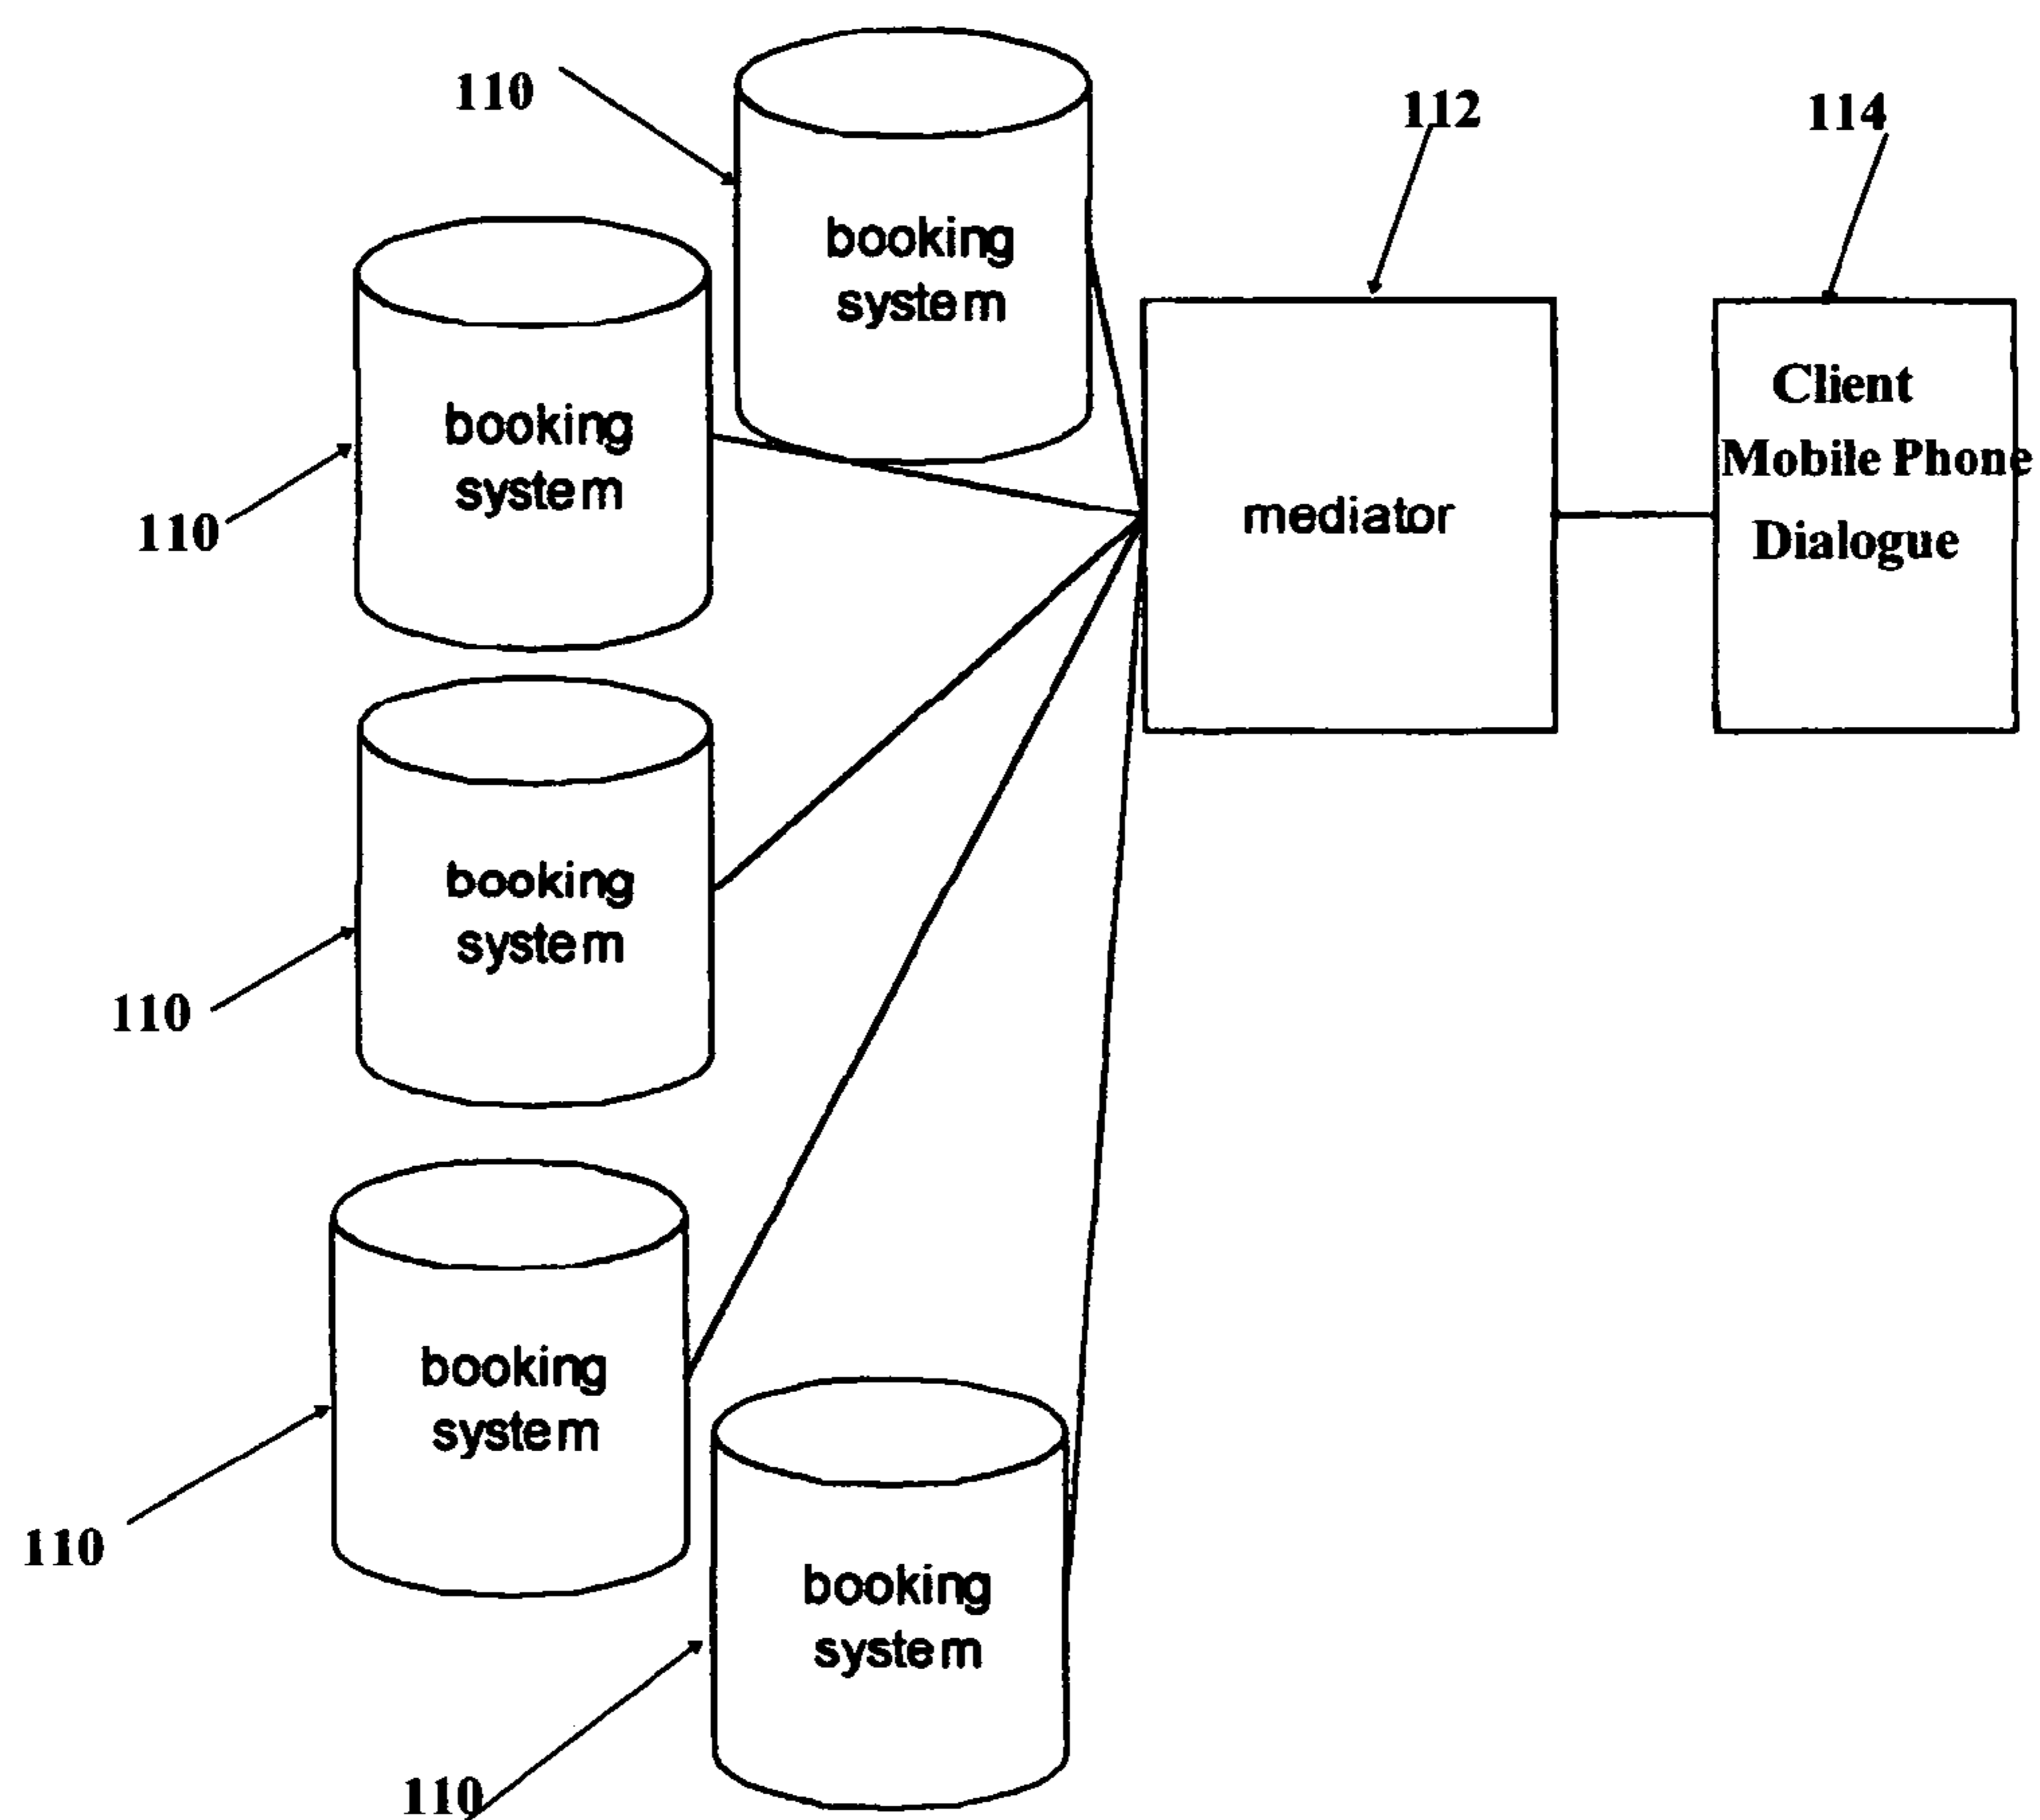 110
112
114
booking
system
Client
Mobile Phone
Dialogue
booking
system
mediator
110
booking
system
110
booking
system
110
booking
system
110